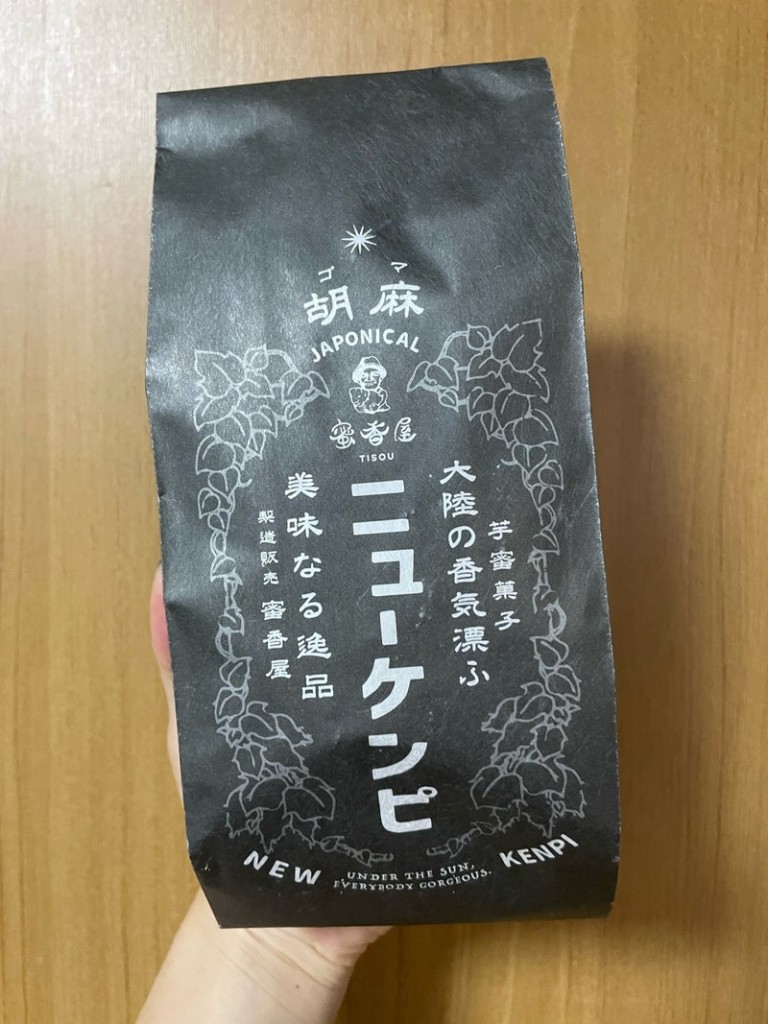 ゴマ
胡麻
JAPONICAL
蜜香屋
TISOU
芋蜜菓子
大陸の香気漂ふ
ニューケンピ
美味なる逸品
製造販売 蜜香屋
NEW KENPI
UNDER THE SUN,
EVERYBODY GORGEOUS.